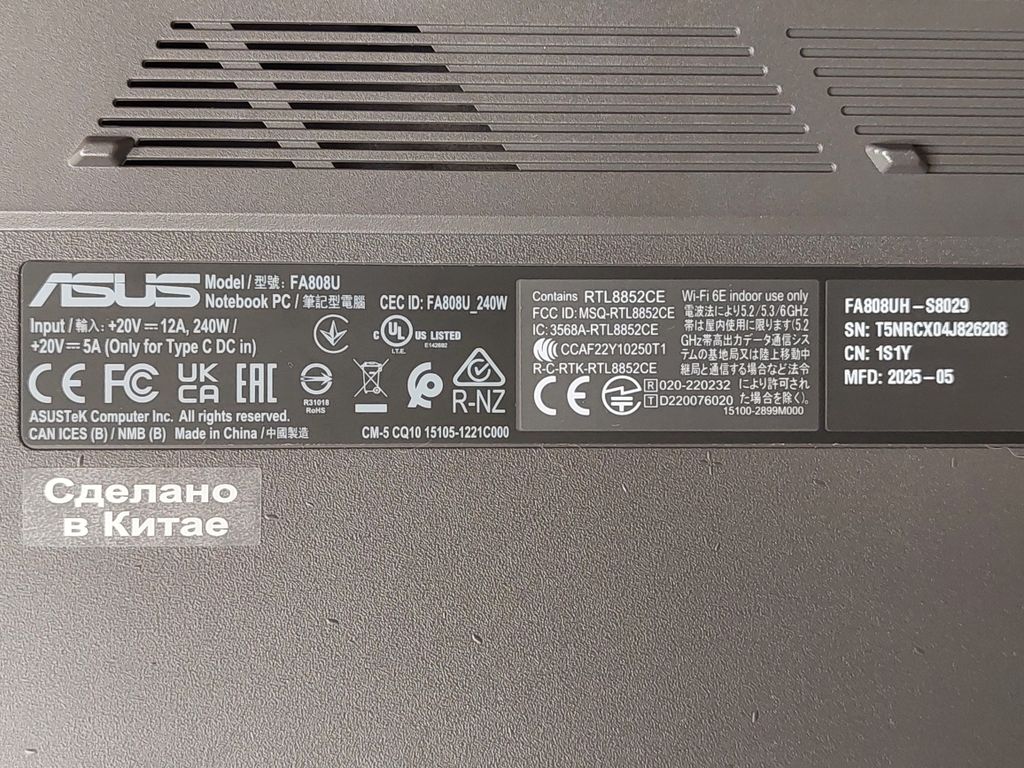 ASUS
Model / 型號: FA808U
Notebook PC / 筆記型電腦 CEC ID: FA808U_240W
Input / 輸入: +20V ⎓ 12A, 240W /
+20V ⎓ 5A (Only for Type C DC in)
c UL US LISTED
I.T.E. E142682
CE FC UK CA EAC
R31018
RoHS
R-NZ
ASUSTeK Computer Inc. All rights reserved.
CAN ICES (B) / NMB (B) Made in China / 中國製造
CM-5 CQ10 15105-1221C000
Contains RTL8852CE
FCC ID: MSQ-RTL8852CE
IC: 3568A-RTL8852CE
CCAF22Y10250T1
R-C-RTK-RTL8852CE
CE
R 020-220232
T D220076020
Wi-Fi 6E indoor use only
電波法により5.2/5.3/6GHz
帯は屋内使用に限ります(5.2
GHz帯高出力データ通信シス
テムの基地局又は陸上移動中
継局と通信する場合など法令
により許可され
た場合を除く。)
15100-2899M000
FA808UH-S8029
SN: T5NRCX04J826208
CN: 1S1Y
MFD: 2025-05
Сделано
в Китае